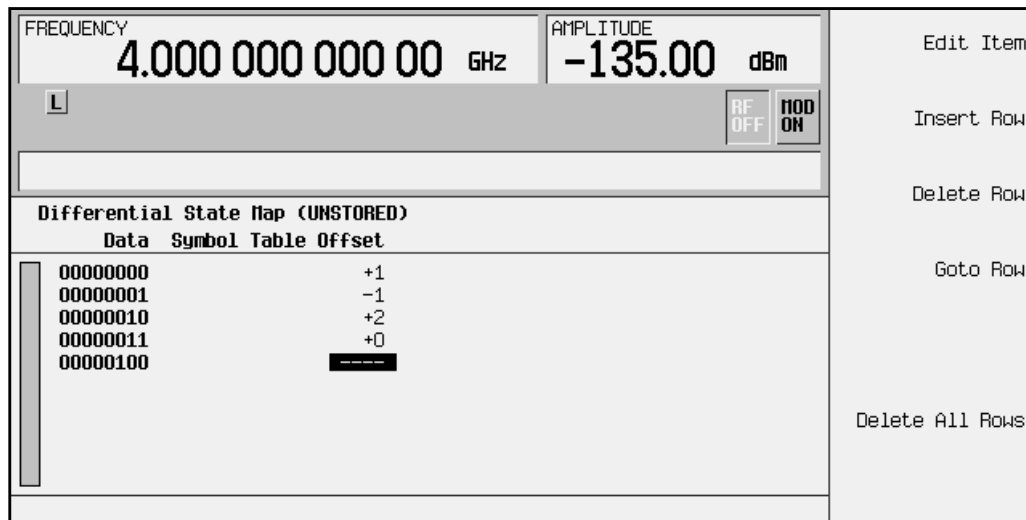 FREQUENCY
4.000 000 000 00 GHz
AMPLITUDE
-135.00 dBm
L
RF OFF
MOD ON
Differential State Map (UNSTORED)
Data Symbol Table Offset
00000000 +1
00000001 -1
00000010 +2
00000011 +0
00000100 ----
Edit Item
Insert Row
Delete Row
Goto Row
Delete All Rows